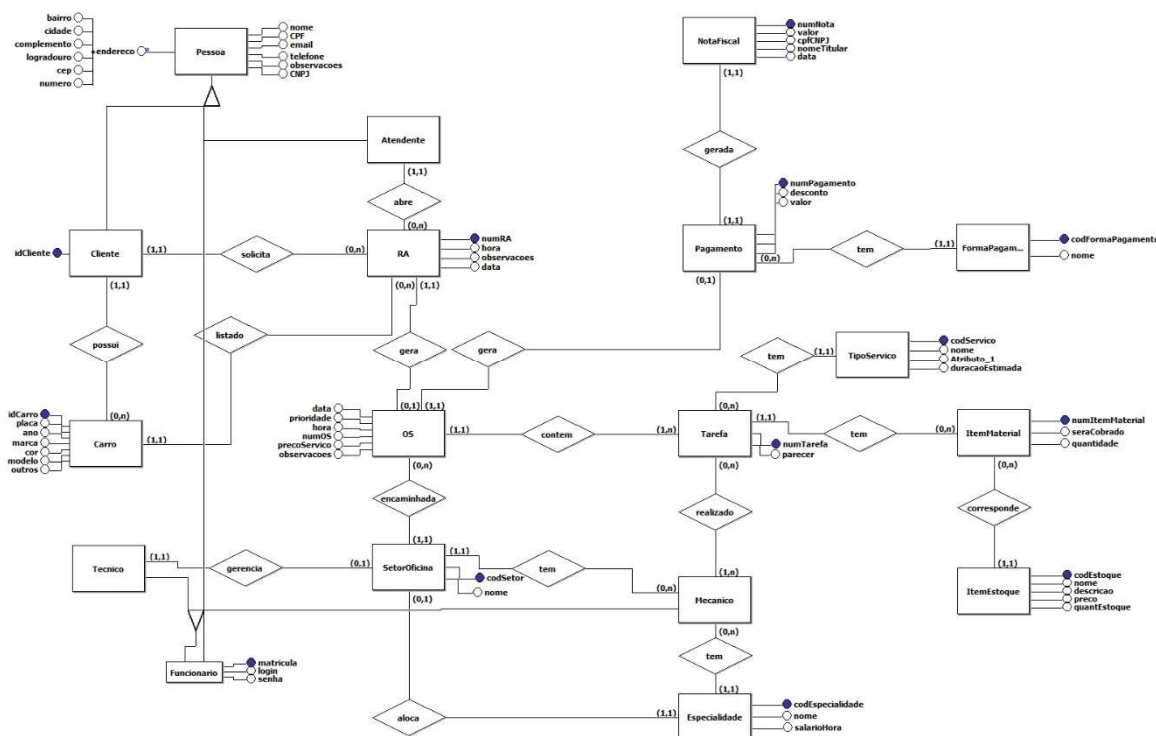 bairro
cidade
complemento
logradouro
cep
numero
endereco
Pessoa
nome
CPF
email
telefone
observacoes
CNPJ
NotaFiscal
numNota
valor
cpfCNPJ
nomeTitular
data
(1,1)
gerada
(1,1)
Atendente
(1,1)
abre
(0,n)
idCliente
Cliente
(1,1)
solicita
(0,n)
RA
numRA
hora
observacoes
data
(1,1)
(0,n)
(1,1)
Pagamento
numPagamento
desconto
valor
(0,n)
tem
(1,1)
FormaPagam...
codFormaPagamento
nome
(0,1)
possui
listado
gera
gera
tem
(1,1)
TipoServico
codServico
nome
Atributo_1
duracaoEstimada
(0,n)
idCarro
placa
ano
marca
cor
modelo
outros
Carro
(1,1)
data
prioridade
hora
numOS
precoServico
observacoes
(0,1)
(1,1)
OS
(1,1)
contem
(1,n)
(0,n)
Tarefa
(1,1)
numTarefa
parecer
tem
(0,n)
ItemMaterial
numItemMaterial
seraCobrado
quantidade
(0,n)
(0,n)
(0,n)
encaminhada
realizado
corresponde
(1,1)
(1,n)
(1,1)
Tecnico
(1,1)
gerencia
(0,1)
SetorOficina
(1,1)
codSetor
nome
tem
(0,n)
Mecanico
ItemEstoque
codEstoque
nome
descricao
preco
quantEstoque
(0,1)
(0,n)
tem
Funcionario
matricula
login
senha
(1,1)
aloca
(1,1)
Especialidade
codEspecialidade
nome
salarioHora